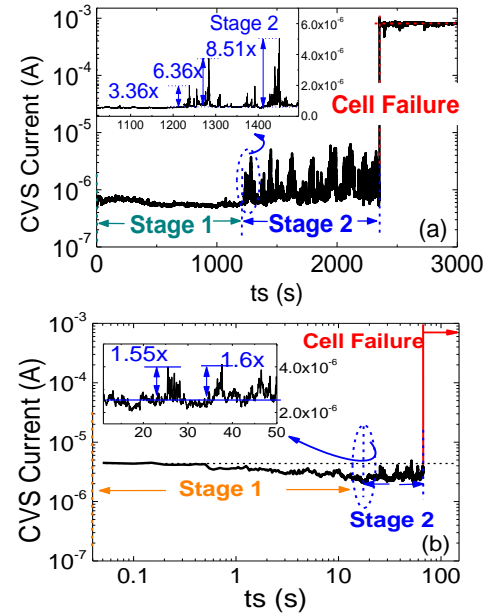 Stage 2
6.0x10⁻⁶
8.51x
6.36x
4.0x10⁻⁶
3.36x
2.0x10⁻⁶
0.0
1100 1200 1300 1400
10⁻³
10⁻⁴
10⁻⁵
10⁻⁶
10⁻⁷
CVS Current (A)
Cell Failure
Stage 1
Stage 2
(a)
0 1000 2000 3000
ts (s)
10⁻³
10⁻⁴
10⁻⁵
10⁻⁶
10⁻⁷
CVS Current (A)
Cell Failure
1.55x
1.6x
4.0x10⁻⁶
2.0x10⁻⁶
20 30 40 50
Stage 1
Stage 2
(b)
0.1 1 10 100
ts (s)